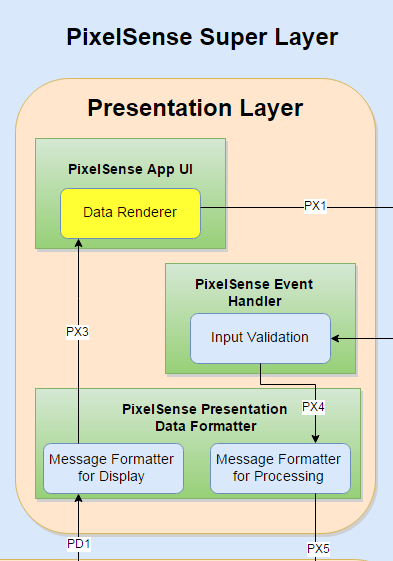 PixelSense Super Layer
Presentation Layer
PixelSense App UI
Data Renderer
PX1
PixelSense Event
Handler
Input Validation
PX3
PX4
PixelSense Presentation
Data Formatter
Message Formatter
for Display
Message Formatter
for Processing
PD1
PX5